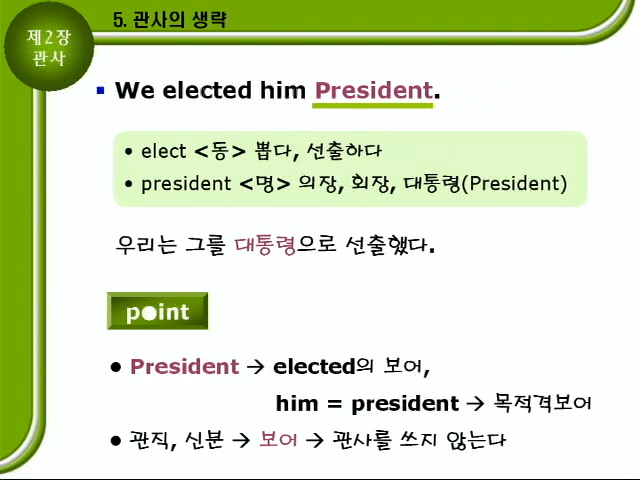 제2장
관사
5. 관사의 생략
▪ We elected him President.
• elect <동> 뽑다, 선출하다
• president <명> 의장, 회장, 대통령(President)
우리는 그를 대통령으로 선출했다.
point
● President → elected의 보어,
him = president → 목적격보어
● 관직, 신분 → 보어 → 관사를 쓰지 않는다